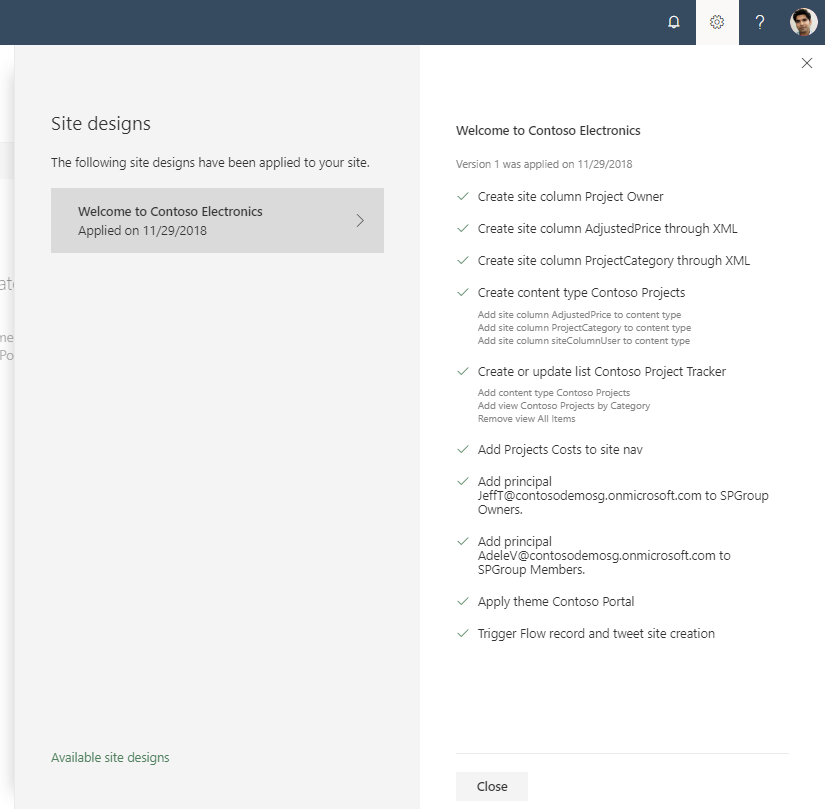 ?
Site designs
The following site designs have been applied to your site.
Welcome to Contoso Electronics
Applied on 11/29/2018
Available site designs
Welcome to Contoso Electronics
Version 1 was applied on 11/29/2018
Create site column Project Owner
Create site column AdjustedPrice through XML
Create site column ProjectCategory through XML
Create content type Contoso Projects
Add site column AdjustedPrice to content type
Add site column ProjectCategory to content type
Add site column siteColumnUser to content type
Create or update list Contoso Project Tracker
Add content type Contoso Projects
Add view Contoso Projects by Category
Remove view All Items
Add Projects Costs to site nav
Add principal
JeffT@contosodemosg.onmicrosoft.com to SPGroup
Owners.
Add principal
AdeleV@contosodemosg.onmicrosoft.com to
SPGroup Members.
Apply theme Contoso Portal
Trigger Flow record and tweet site creation
Close